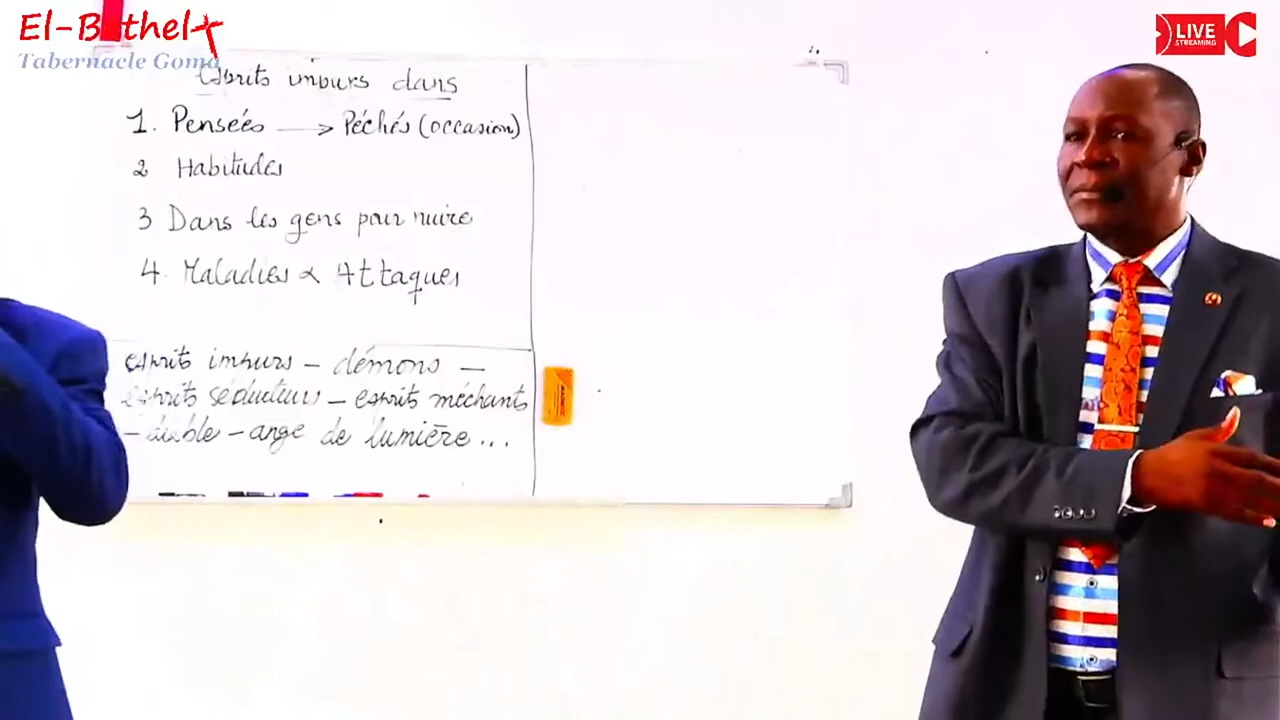 El-Bethel
Tabernacle Goma
LIVE
STREAMING
Esprits impurs dans
1. Pensées → Péchés (occasion)
2 Habitudes
3 Dans les gens pour nuire
4. Maladies & Attaques
esprits impurs - démons -
esprits séducteurs - esprits méchants
- diable - ange de lumière...